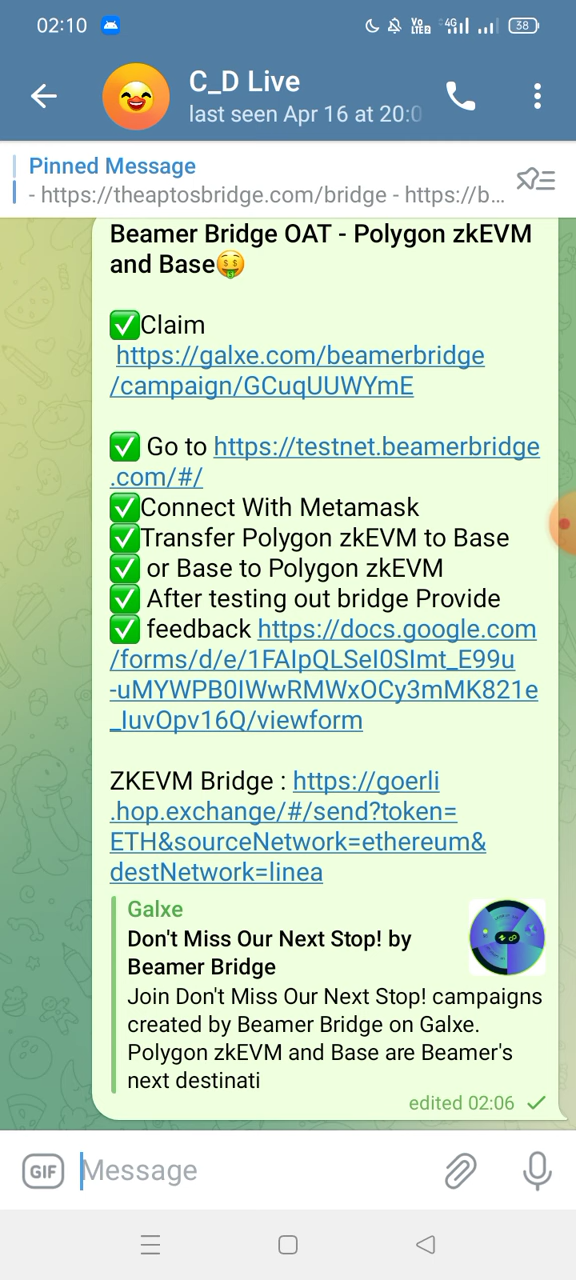 02:10
Vo LTE 4G 38
C_D Live
last seen Apr 16 at 20:0
Pinned Message
- https://theaptosbridge.com/bridge - https://b...
Beamer Bridge OAT - Polygon zkEVM
and Base🤑
✅Claim
https://galxe.com/beamerbridge
/campaign/GCuqUUWYmE
✅ Go to https://testnet.beamerbridge
.com/#/
✅Connect With Metamask
✅Transfer Polygon zkEVM to Base
✅ or Base to Polygon zkEVM
✅ After testing out bridge Provide
✅ feedback https://docs.google.com
/forms/d/e/1FAIpQLSeI0SImt_E99u
-uMYWPB0IWwRMWxOCy3mMK821e
_IuvOpv16Q/viewform
ZKEVM Bridge : https://goerli
.hop.exchange/#/send?token=
ETH&sourceNetwork=ethereum&
destNetwork=linea
Galxe
Don't Miss Our Next Stop! by
Beamer Bridge
Join Don't Miss Our Next Stop! campaigns
created by Beamer Bridge on Galxe.
Polygon zkEVM and Base are Beamer's
next destinati
edited 02:06
GIF
Message